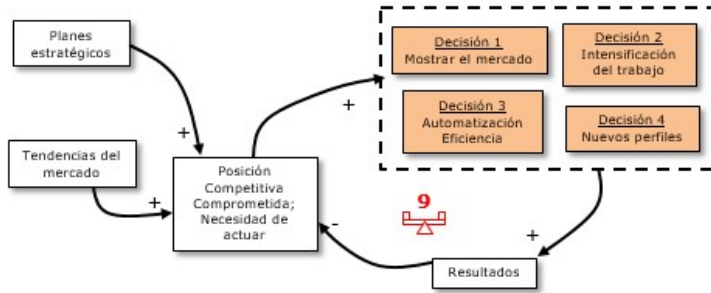 Planes
estratégicos
Tendencias del
mercado
Posición
Competitiva
Comprometida;
Necesidad de
actuar
Decisión 1
Mostrar el mercado
Decisión 2
Intensificación
del trabajo
Decisión 3
Automatización
Eficiencia
Decisión 4
Nuevos perfiles
Resultados
9
+
+
+
+
-